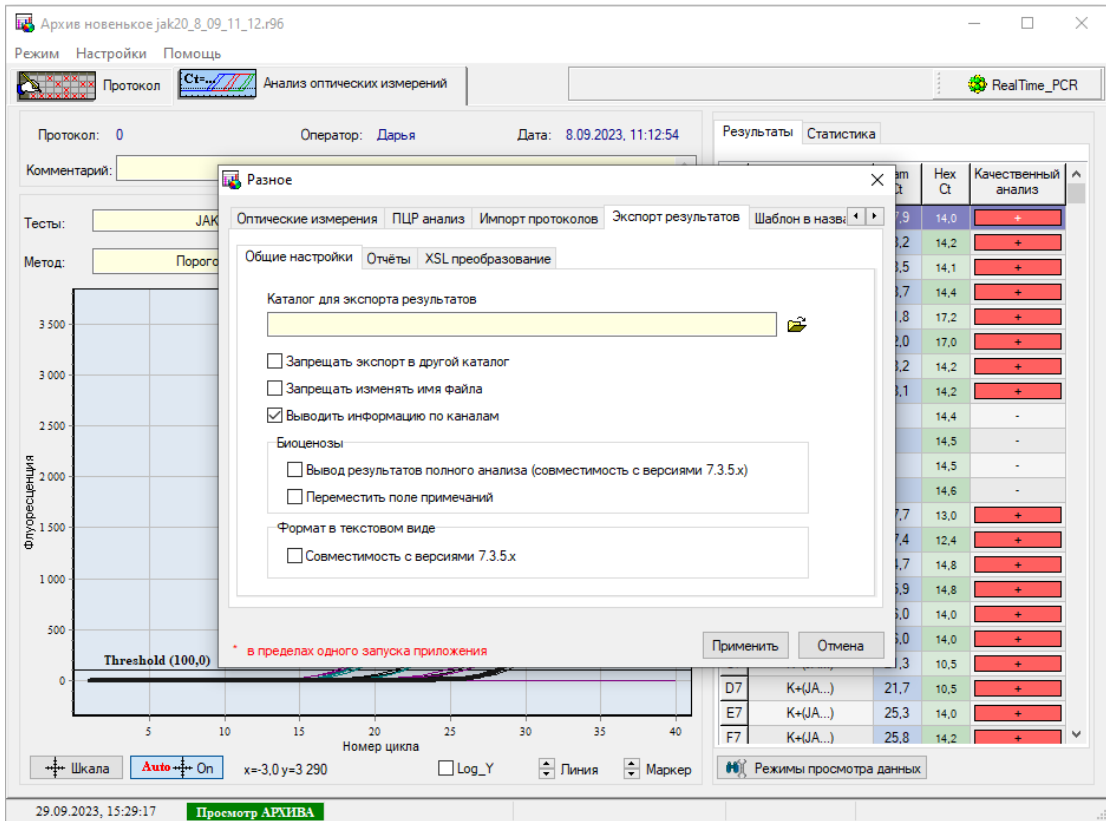 Архив новенькое jak20_8_09_11_12.r96
Режим Настройки Помощь
Протокол Ct=... Анализ оптических измерений RealTime_PCR
Протокол: 0 Оператор: Дарья Дата: 8.09.2023, 11:12:54
Комментарий:
Результаты Статистика
Тесты: JAK
Метод: Порого
Hex Ct Качественный анализ
Разное
Оптические измерения ПЦР анализ Импорт протоколов Экспорт результатов Шаблон в назва
Общие настройки Отчёты XSL преобразование
Каталог для экспорта результатов
Запрещать экспорт в другой каталог
Запрещать изменять имя файла
Выводить информацию по каналам
Биоценозы
Вывод результатов полного анализа (совместимость с версиями 7.3.5.x)
Переместить поле примечаний
Формат в текстовом виде
Совместимость с версиями 7.3.5.x
* в пределах одного запуска приложения
Применить Отмена
14,0 +
14,2 +
14,1 +
14,4 +
17,2 +
17,0 +
14,2 +
14,2 +
14,4 -
14,5 -
14,5 -
14,6 -
13,0 +
12,4 +
14,8 +
14,8 +
14,0 +
14,0 +
10,5 +
D7 K+(JA...) 21,7 10,5 +
E7 K+(JA...) 25,3 14,0 +
F7 K+(JA...) 25,8 14,2 +
Флуоресценция
3 500
3 000
2 500
2 000
1 500
1 000
500
0
Threshold (100,0)
5 10 15 20 25 30 35 40
Номер цикла
Шкала Auto On x=-3,0 y=3 290 Log_Y Линия Маркер
Режимы просмотра данных
29.09.2023, 15:29:17 Просмотр АРХИВА